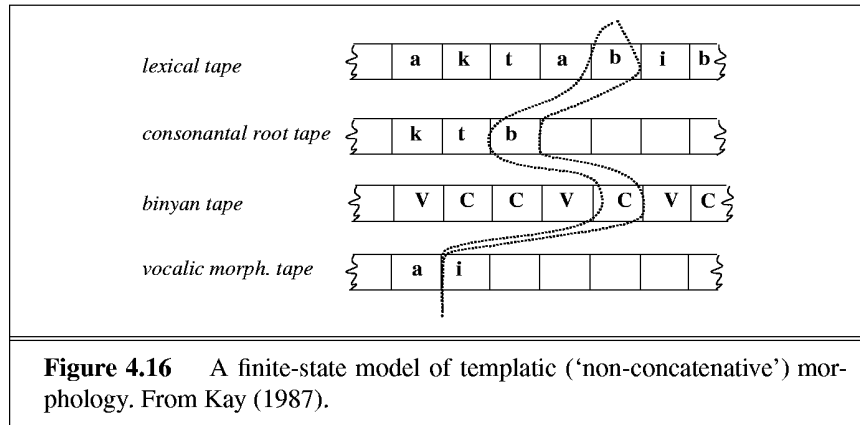 lexical tape a k t a b i b
consonantal root tape k t b
binyan tape V C C V C V C
vocalic morph. tape a i
Figure 4.16 A finite-state model of templatic (‘non-concatenative’) mor-
phology. From Kay (1987).